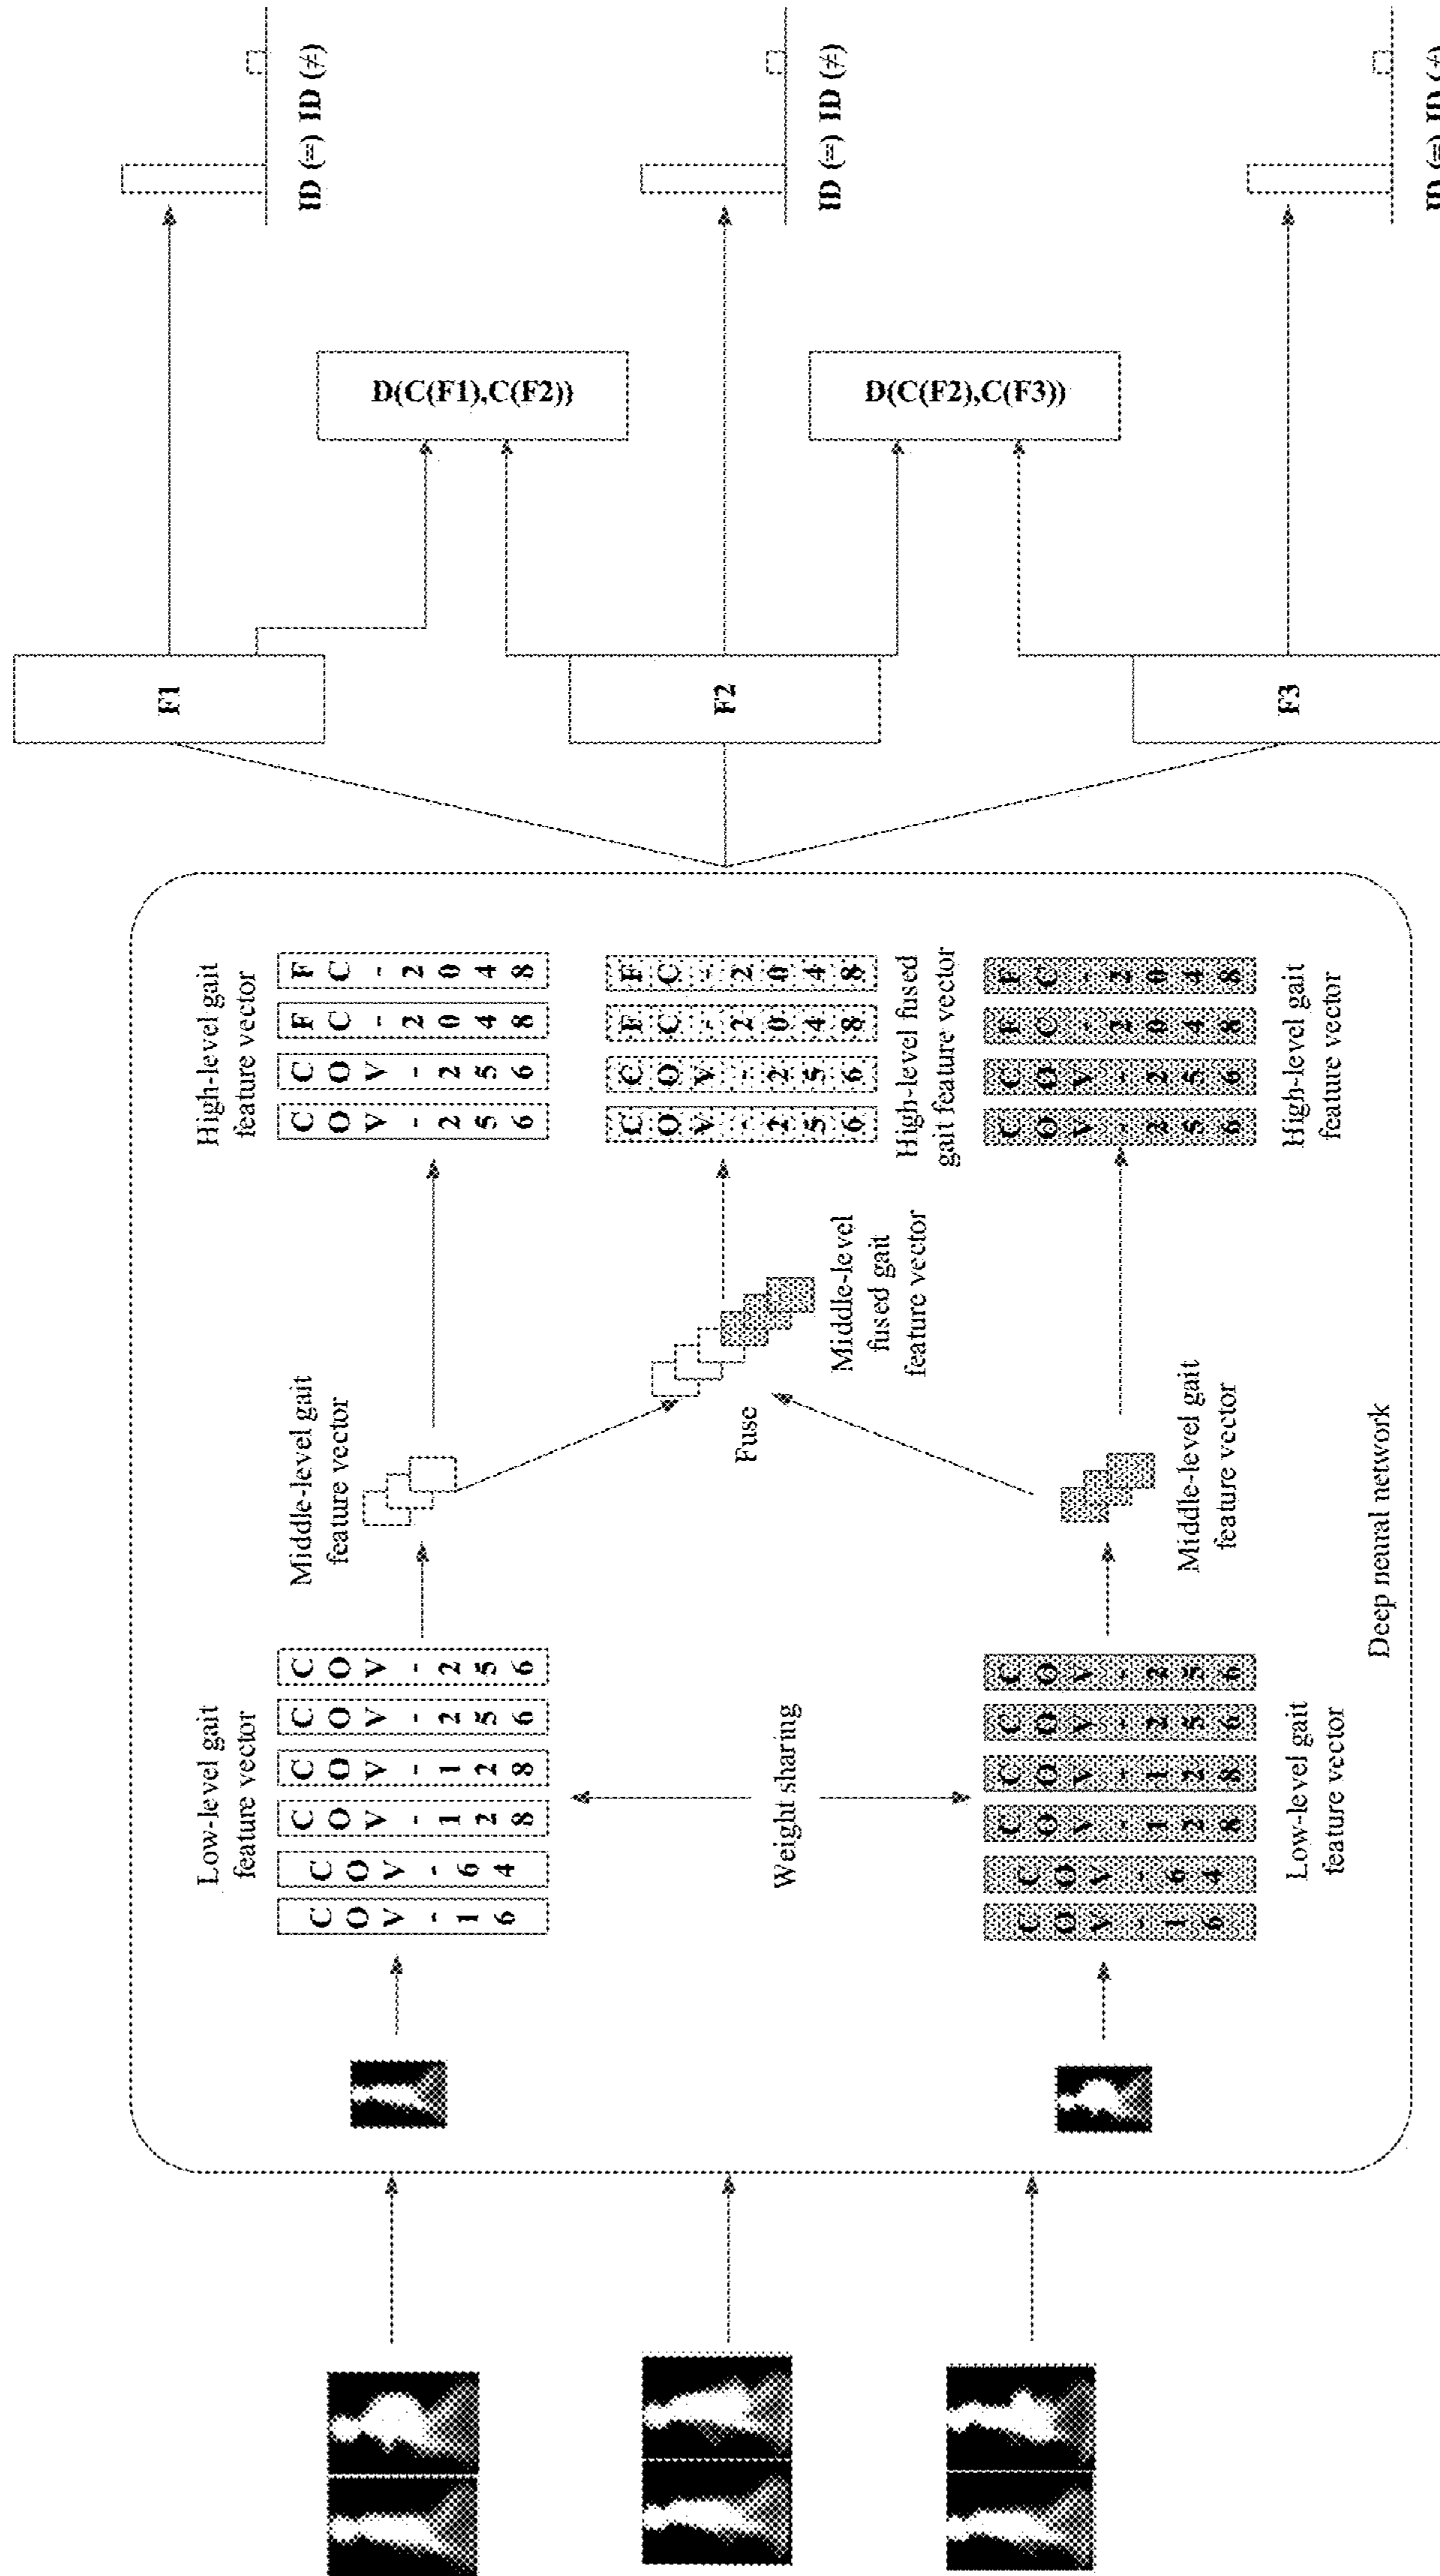 Low-level gait
feature vector
COV-16
COV-64
COV-128
COV-128
COV-256
COV-256
Middle-level gait
feature vector
High-level gait
feature vector
COV-256
COV-256
FC-2048
FC-2048
F1
ID (=) ID (≠)
D(C(F1),C(F2))
Weight sharing
Fuse
Middle-level
fused gait
feature vector
COV-256
COV-256
FC-2048
FC-2048
High-level fused
gait feature vector
F2
ID (=) ID (≠)
D(C(F2),C(F3))
COV-16
COV-64
COV-128
COV-128
COV-256
COV-256
Low-level gait
feature vector
Middle-level gait
feature vector
COV-256
COV-256
FC-2048
FC-2048
High-level gait
feature vector
Deep neural network
F3
ID (=) ID (≠)